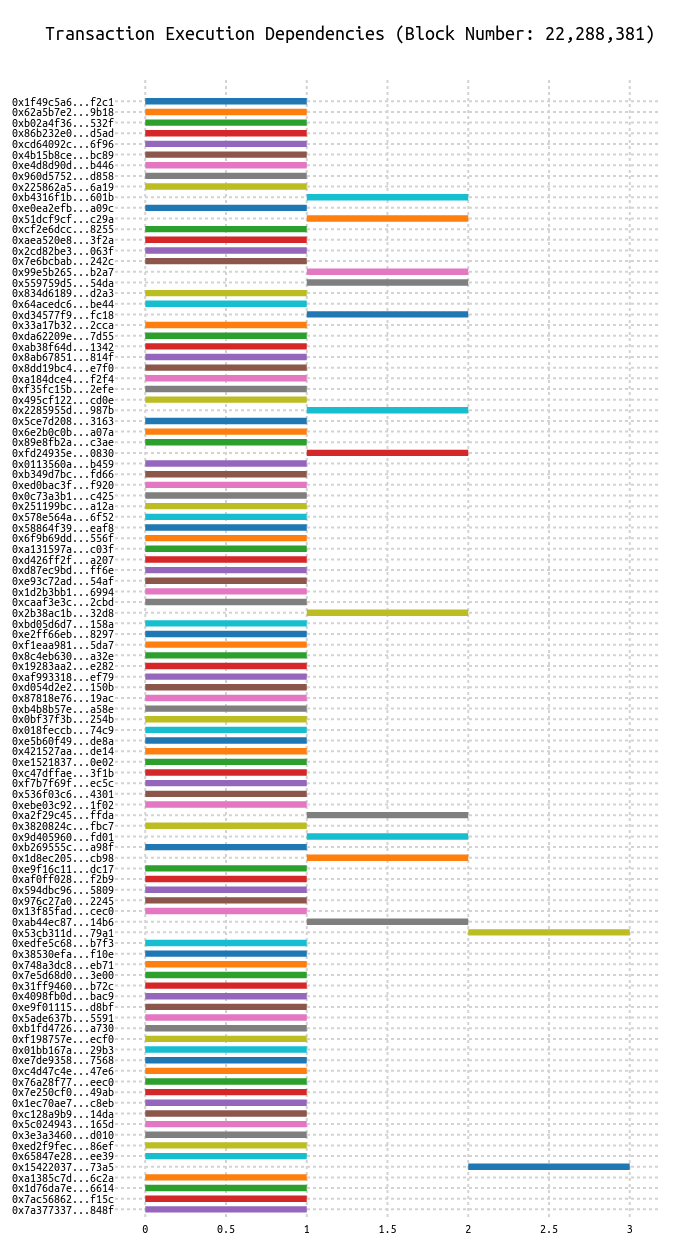 Transaction Execution Dependencies (Block Number: 22,288,381)
0x1f49c5a6...f2c1
0x62a5b7e2...9b18
0xb02a4f36...532f
0x86b232e0...d5ad
0xcd64092c...6f96
0x4b15b8ce...bc89
0xe4d8d90d...b446
0x960d5752...d858
0x225862a5...6a19
0xb4316f1b...601b
0xe0ea2efb...a09c
0x51dcf9cf...c29a
0xcf2e6dcc...8255
0xaea520e8...3f2a
0x2cd82be3...063f
0x7e6bcbab...242c
0x99e5b265...b2a7
0x559759d5...54da
0x834d6189...d2a3
0x64acedc6...be44
0xd34577f9...fc18
0x33a17b32...2cca
0xda62209e...7d55
0xab38f64d...1342
0x8ab67851...814f
0x8dd19bc4...e7f0
0xa184dce4...f2f4
0xf35fc15b...2efe
0x495cf122...cd0e
0x2285955d...987b
0x5ce7d208...3163
0x6e2b0c0b...a07a
0x89e8fb2a...c3ae
0xfd24935e...0830
0x0113560a...b459
0xb349d7bc...fd66
0xed0bac3f...f920
0x0c73a3b1...c425
0x251199bc...a12a
0x578e564a...6f52
0x58864f39...eaf8
0x6f9b69dd...556f
0xa131597a...c03f
0xd426ff2f...a207
0xd87ec9bd...ff6e
0xe93c72ad...54af
0x1d2b3bb1...6994
0xcaaf3e3c...2cbd
0x2b38ac1b...32d8
0xbd05d6d7...158a
0xe2ff66eb...8297
0xf1eaa981...5da7
0x8c4eb630...a32e
0x19283aa2...e282
0xaf993318...ef79
0xd054d2e2...150b
0x87818e76...19ac
0xb4b8b57e...a58e
0x0bf37f3b...254b
0x018feccb...74c9
0xe5b60f49...de8a
0x421527aa...de14
0xe1521837...0e02
0xc47dffae...3f1b
0xf7b7f69f...ec5c
0x536f03c6...4301
0xebe03c92...1f02
0xa2f29c45...ffda
0x3820824c...fbc7
0x9d405960...fd01
0xb269555c...a98f
0x1d8ec205...cb98
0xe9f16c11...dc17
0xaf0ff028...f2b9
0x594dbc96...5809
0x976c27a0...2245
0x13f85fad...cec0
0xab44ec87...14b6
0x53cb311d...79a1
0xedfe5c68...b7f3
0x38530efa...f10e
0x748a3dc8...eb71
0x7e5d68d0...3e00
0x31ff9460...b72c
0x4098fb0d...bac9
0xe9f01115...d8bf
0x5ade637b...5591
0xb1fd4726...a730
0xf198757e...ecf0
0x01bb167a...29b3
0xe7de9358...7568
0xc4d47c4e...47e6
0x76a28f77...eec0
0x7e250cf0...49ab
0x1ec70ae7...c8eb
0xc128a9b9...14da
0x5c024943...165d
0x3e3a3460...d010
0xed2f9fec...86ef
0x65847e28...ee39
0x15422037...73a5
0xa1385c7d...6c2a
0x1d76da7e...6614
0x7ac56862...f15c
0x7a377337...848f
0 0.5 1 1.5 2 2.5 3